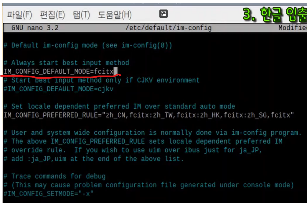 파일(F) 편집(E) 탭(T) 도움말(H)
3. 한글 입출
GNU nano 3.2 /etc/default/im-config Modifie
# Default im-config mode (see im-config(8))
# Always start best input method
IM_CONFIG_DEFAULT_MODE=fcitx
# Start best input method only if CJKV environment
#IM_CONFIG_DEFAULT_MODE=cjkv
# Set locale dependent preferred IM over standard auto mode
IM_CONFIG_PREFERRED_RULE="zh_CN,fcitx:zh_TW,fcitx:zh_HK,fcitx:zh_SG,fcitx"
# User and system wide configuration is normally done via im-config program.
# The above IM_CONFIG_PREFERRED_RULE sets locale dependent preferred IM
# override rule. If you wish to use uim over ibus just for ja_JP,
# add :ja_JP,uim at the end of the above list.
# Trace commands for debug
# (This may cause problem configuration file generated under console mode)
#IM_CONFIG_SETMODE="-x"